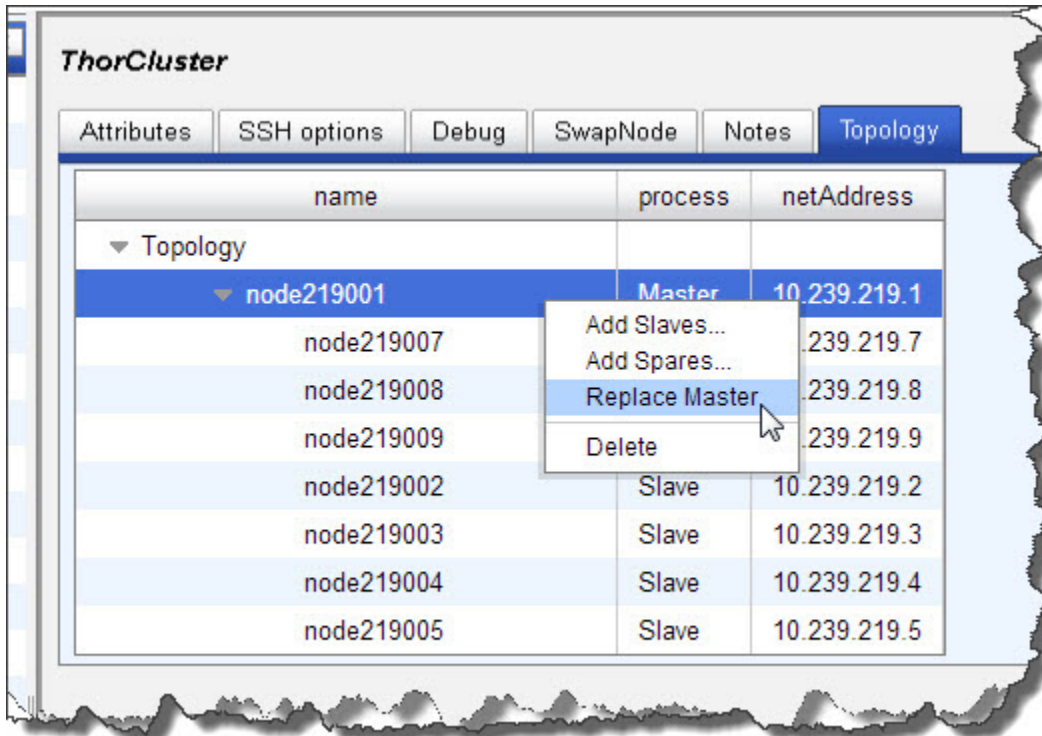 ThorCluster
Attributes SSH options Debug SwapNode Notes Topology
name process netAddress
Topology
node219001 Master 10.239.219.1
Add Slaves...
node219007 .239.219.7
Add Spares...
node219008 .239.219.8
Replace Master
node219009 .239.219.9
Delete
node219002 Slave 10.239.219.2
node219003 Slave 10.239.219.3
node219004 Slave 10.239.219.4
node219005 Slave 10.239.219.5